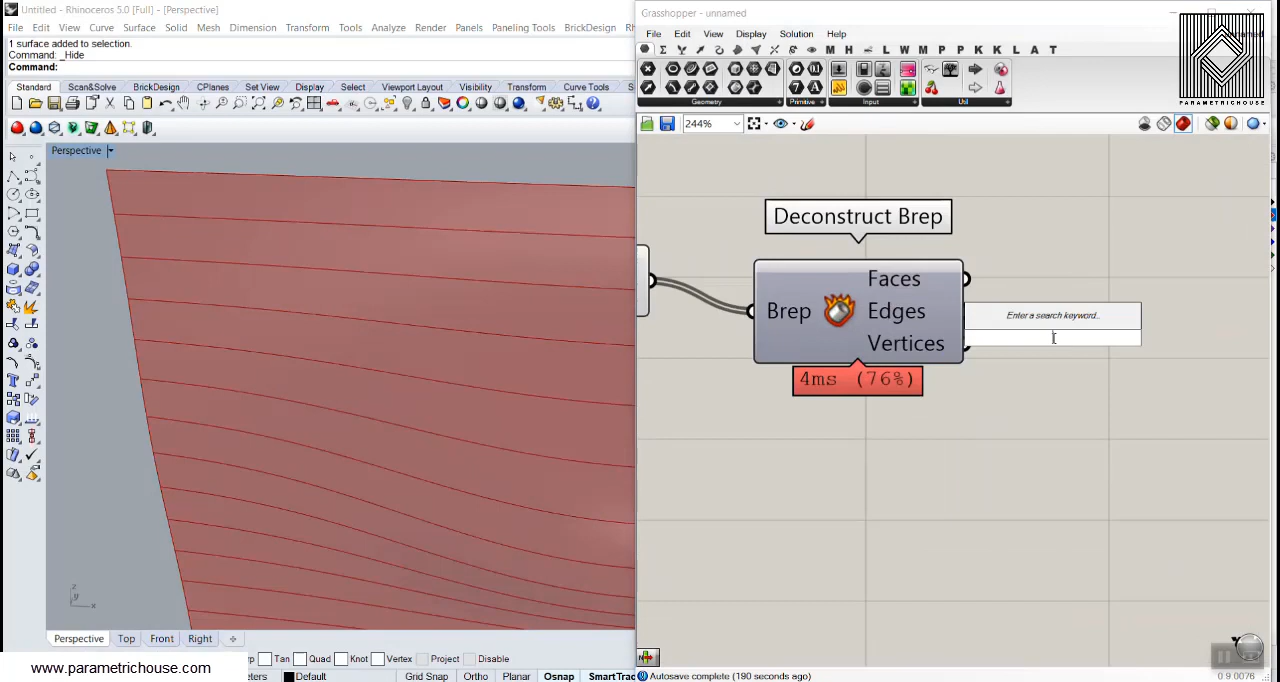 Untitled - Rhinoceros 5.0 [Full] - [Perspective]
File Edit View Curve Surface Solid Mesh Dimension Transform Tools Analyze Render Panels Paneling Tools BrickDesign
1 surface added to selection.
Command: _Hide
Command:
Standard Scan&Solve BrickDesign CPlanes Set View Display Select Viewport Layout Visibility Transform Curve Tools
Perspective
z
y
x
Perspective Top Front Right
Tan Quad Knot Vertex Project Disable
Default Grid Snap Ortho Planar Osnap SmartTrac
www.parametrichouse.com
Grasshopper - unnamed
File Edit View Display Solution Help
M H L W M P P K K L A T
Geometry Primitive Input Util
PARAMETRICHOUSE
244%
Deconstruct Brep
Brep
Faces
Edges
Vertices
Enter a search keyword..
4ms (76%)
Autosave complete (190 seconds ago)
0.9.0076